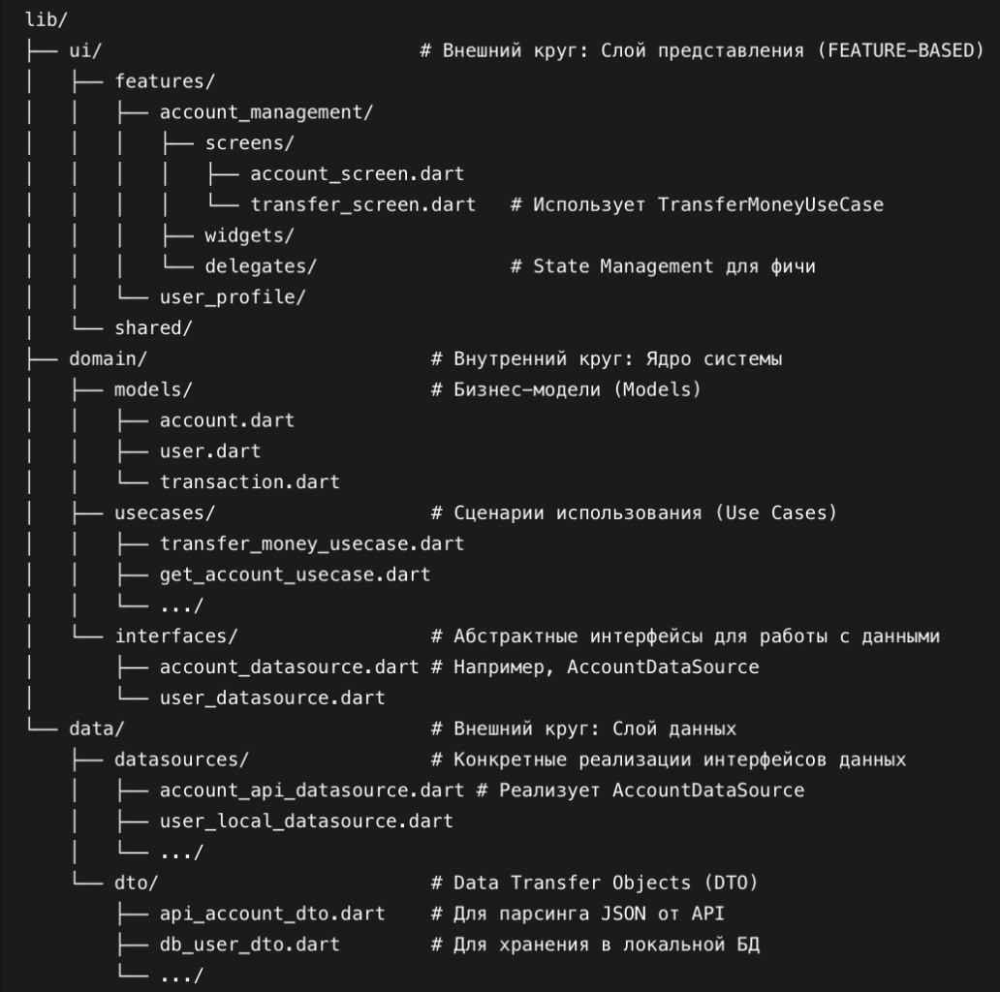 lib/
├── ui/                            # Внешний круг: Слой представления (FEATURE-BASED)
│   ├── features/
│   │   ├── account_management/
│   │   │   ├── screens/
│   │   │   │   ├── account_screen.dart
│   │   │   │   └── transfer_screen.dart   # Использует TransferMoneyUseCase
│   │   │   ├── widgets/
│   │   │   └── delegates/                 # State Management для фичи
│   │   └── user_profile/
│   └── shared/
├── domain/                         # Внутренний круг: Ядро системы
│   ├── models/                     # Бизнес-модели (Models)
│   │   ├── account.dart
│   │   ├── user.dart
│   │   └── transaction.dart
│   ├── usecases/                   # Сценарии использования (Use Cases)
│   │   ├── transfer_money_usecase.dart
│   │   ├── get_account_usecase.dart
│   │   └── .../
│   └── interfaces/                 # Абстрактные интерфейсы для работы с данными
│       ├── account_datasource.dart # Например, AccountDataSource
│       └── user_datasource.dart
└── data/                           # Внешний круг: Слой данных
    ├── datasources/                # Конкретные реализации интерфейсов данных
    │   ├── account_api_datasource.dart # Реализует AccountDataSource
    │   ├── user_local_datasource.dart
    │   └── .../
    └── dto/                        # Data Transfer Objects (DTO)
        ├── api_account_dto.dart    # Для парсинга JSON от API
        ├── db_user_dto.dart        # Для хранения в локальной БД
        └── .../